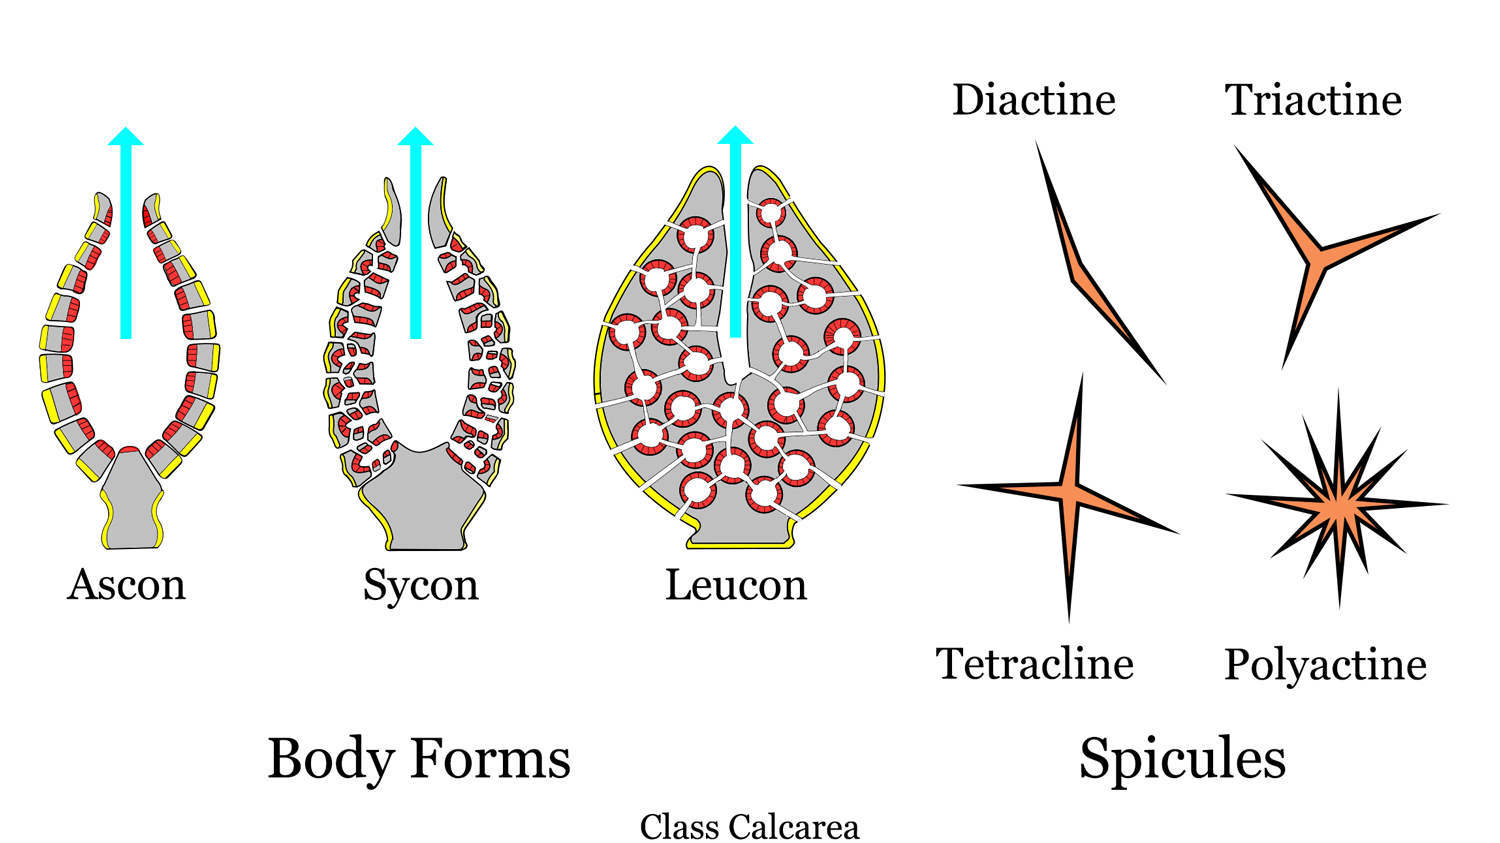 Diactine
Triactine
Ascon
Sycon
Leucon
Tetracline
Polyactine
Body Forms
Spicules
Class Calcarea